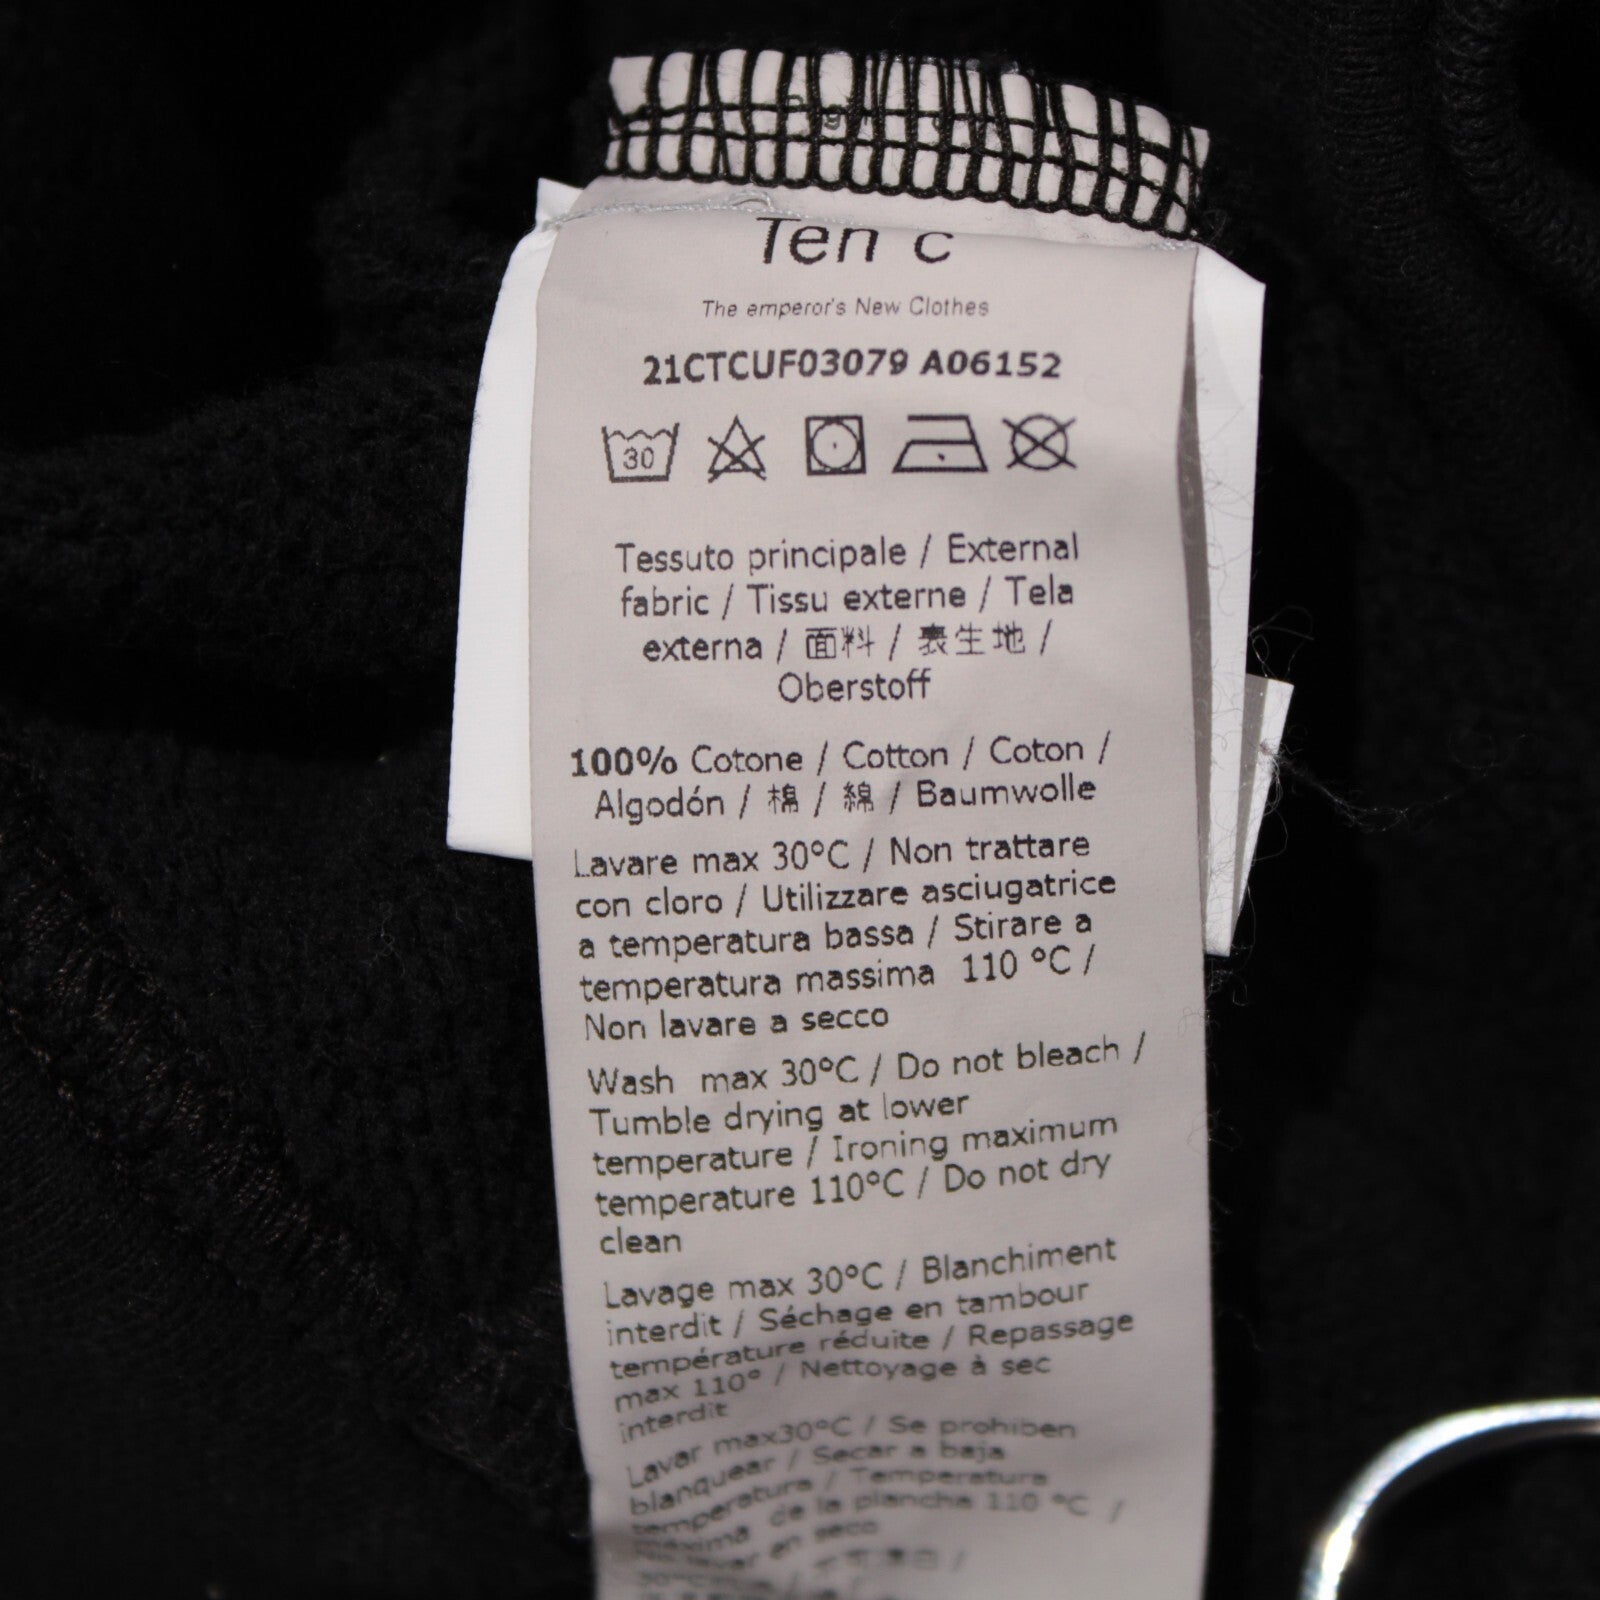 Ten c
The emperor's New Clothes
21CTCUF03079 A06152
30
Tessuto principale / External
fabric / Tissu externe / Tela
externa / 面料 / 表生地 /
Oberstoff
100% Cotone / Cotton / Coton /
Algodón / 棉 / 綿 / Baumwolle
Lavare max 30°C / Non trattare
con cloro / Utilizzare asciugatrice
a temperatura bassa / Stirare a
temperatura massima 110 °C /
Non lavare a secco
Wash max 30°C / Do not bleach /
Tumble drying at lower
temperature / Ironing maximum
temperature 110°C / Do not dry
clean
Lavage max 30°C / Blanchiment
interdit / Séchage en tambour
température réduite / Repassage
max 110° / Nettoyage à sec
interdit
Lavar max30°C / Se prohiben
blanquear / Secar a baja
temperatura / Temperatura
máxima de la plancha 110 °C /
No lavar en seco